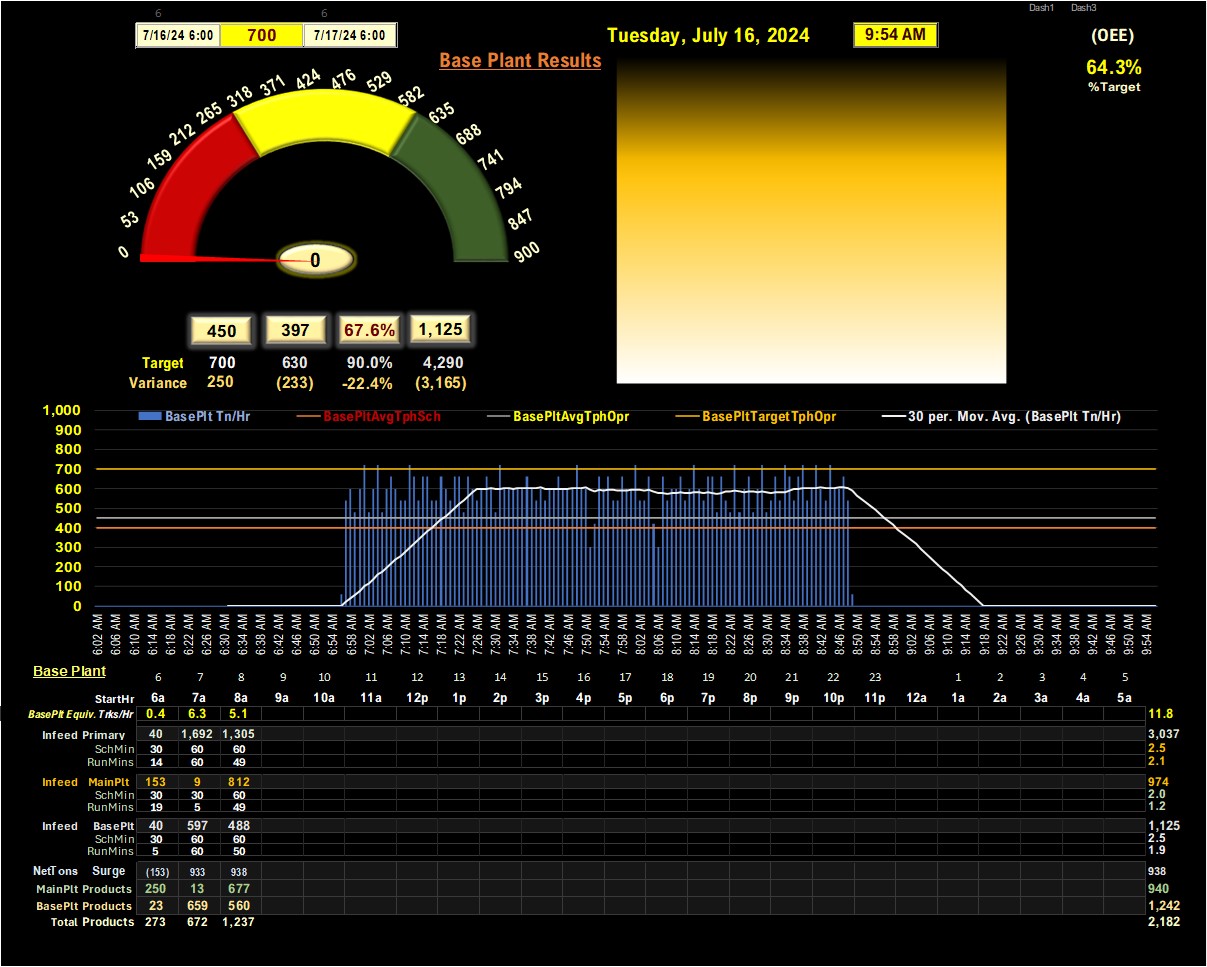 Dash1 Dash3
6 6
7/16/24 6:00 700 7/17/24 6:00
Tuesday, July 16, 2024 9:54 AM
(OEE)
64.3%
%Target
Base Plant Results
0 53 106 159 212 265 318 371 424 476 529 582 635 688 741 794 847 900
0
450 397 67.6% 1,125
Target 700 630 90.0% 4,290
Variance 250 (233) -22.4% (3,165)
BasePlt Tn/Hr BasePltAvgTphSch BasePltAvgTphOpr BasePltTargetTphOpr 30 per. Mov. Avg. (BasePlt Tn/Hr)
1,000
900
800
700
600
500
400
300
200
100
0
6:02 AM 6:06 AM 6:10 AM 6:14 AM 6:18 AM 6:22 AM 6:26 AM 6:30 AM 6:34 AM 6:38 AM 6:42 AM 6:46 AM 6:50 AM 6:54 AM 6:58 AM 7:02 AM 7:06 AM 7:10 AM 7:14 AM 7:18 AM 7:22 AM 7:26 AM 7:30 AM 7:34 AM 7:38 AM 7:42 AM 7:46 AM 7:50 AM 7:54 AM 7:58 AM 8:02 AM 8:06 AM 8:10 AM 8:14 AM 8:18 AM 8:22 AM 8:26 AM 8:30 AM 8:34 AM 8:38 AM 8:42 AM 8:46 AM 8:50 AM 8:54 AM 8:58 AM 9:02 AM 9:06 AM 9:10 AM 9:14 AM 9:18 AM 9:22 AM 9:26 AM 9:30 AM 9:34 AM 9:38 AM 9:42 AM 9:46 AM 9:50 AM 9:54 AM
Base Plant
6 7 8 9 10 11 12 13 14 15 16 17 18 19 20 21 22 23 1 2 3 4 5
StartHr 6a 7a 8a 9a 10a 11a 12p 1p 2p 3p 4p 5p 6p 7p 8p 9p 10p 11p 12a 1a 2a 3a 4a 5a
BasePlt Equiv. Trks/Hr 0.4 6.3 5.1 11.8
Infeed Primary 40 1,692 1,305 3,037
SchMin 30 60 60 2.5
RunMins 14 60 49 2.1
Infeed MainPlt 153 9 812 974
SchMin 30 30 60 2.0
RunMins 19 5 49 1.2
Infeed BasePlt 40 597 488 1,125
SchMin 30 60 60 2.5
RunMins 5 60 50 1.9
NetTons Surge (153) 933 938 938
MainPlt Products 250 13 677 940
BasePlt Products 23 659 560 1,242
Total Products 273 672 1,237 2,182